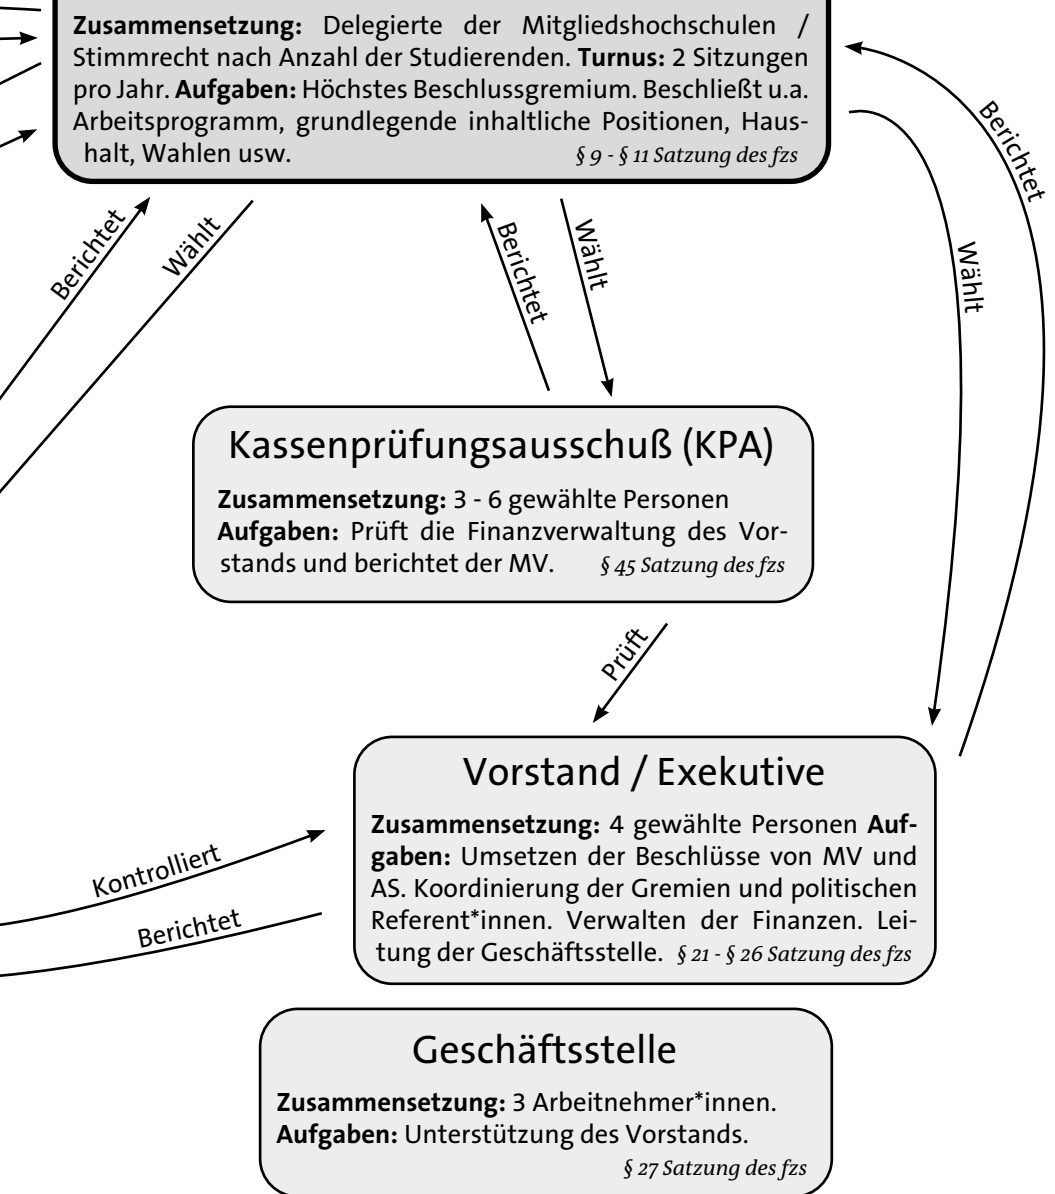 Zusammensetzung: Delegierte der Mitgliedshochschulen /
Stimmrecht nach Anzahl der Studierenden. Turnus: 2 Sitzungen
pro Jahr. Aufgaben: Höchstes Beschlussgremium. Beschließt u.a.
Arbeitsprogramm, grundlegende inhaltliche Positionen, Haus-
halt, Wahlen usw. § 9 - § 11 Satzung des fzs
Berichtet
Wählt
Berichtet
Wählt
Wählt
Berichtet
Kassenprüfungsausschuß (KPA)
Zusammensetzung: 3 - 6 gewählte Personen
Aufgaben: Prüft die Finanzverwaltung des Vor-
stands und berichtet der MV. § 45 Satzung des fzs
Prüft
Vorstand / Exekutive
Zusammensetzung: 4 gewählte Personen Auf-
gaben: Umsetzen der Beschlüsse von MV und
AS. Koordinierung der Gremien und politischen
Referent*innen. Verwalten der Finanzen. Lei-
tung der Geschäftsstelle. § 21 - § 26 Satzung des fzs
Kontrolliert
Berichtet
Geschäftsstelle
Zusammensetzung: 3 Arbeitnehmer*innen.
Aufgaben: Unterstützung des Vorstands.
§ 27 Satzung des fzs